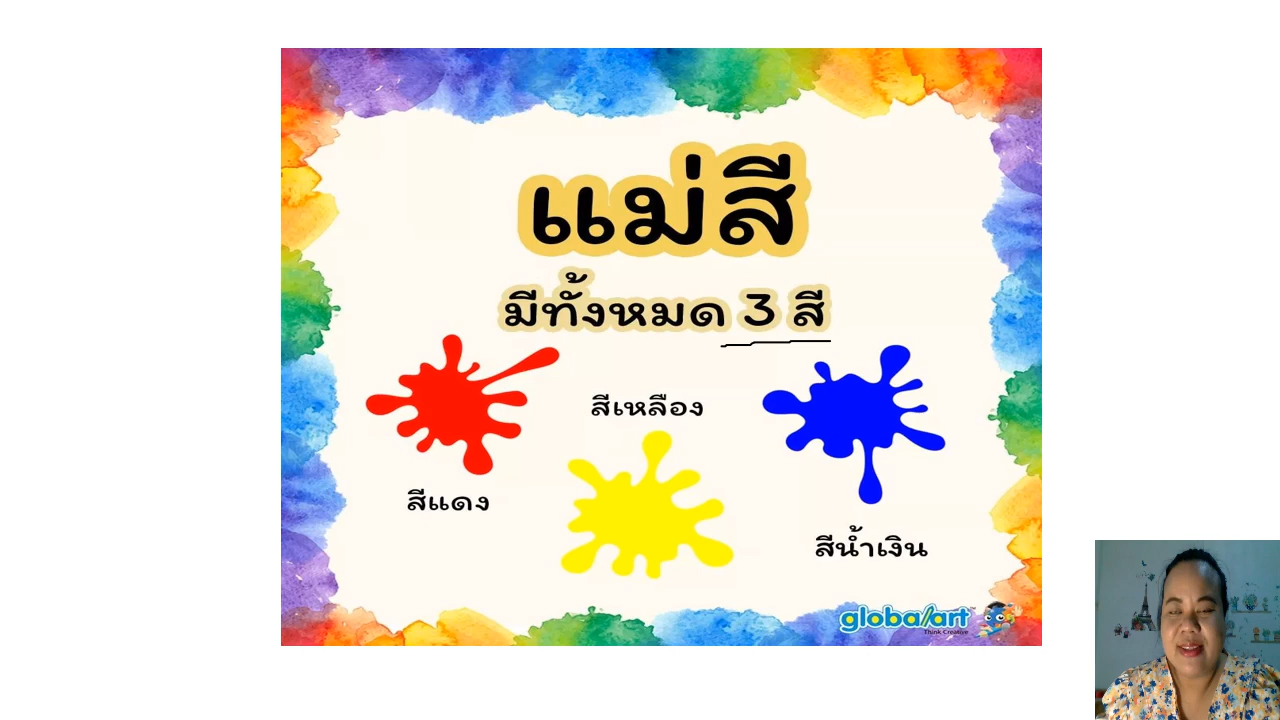 แม่สี
มีทั้งหมด 3 สี
สีเหลือง
สีแดง
สีน้ำเงิน
globalart
Think Creative